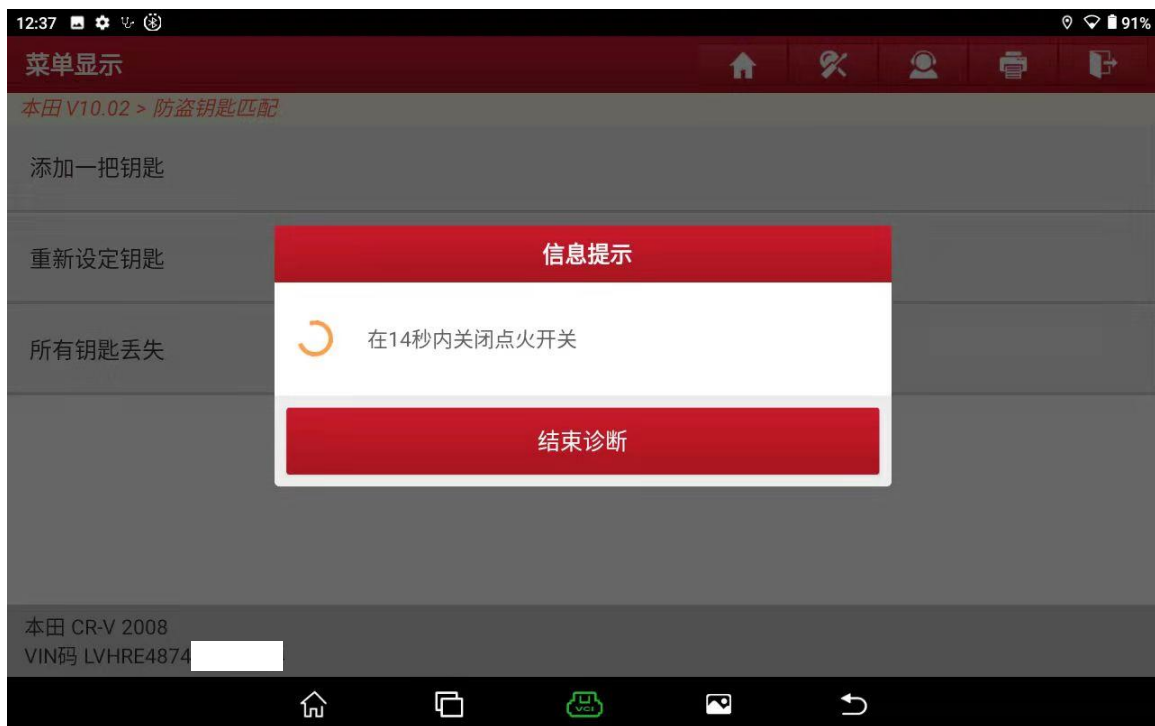 12:37
91%
菜单显示
本田 V10.02 > 防盗钥匙匹配
添加一把钥匙
重新设定钥匙
所有钥匙丢失
信息提示
在14秒内关闭点火开关
结束诊断
本田 CR-V 2008
VIN码 LVHRE4874
VCI